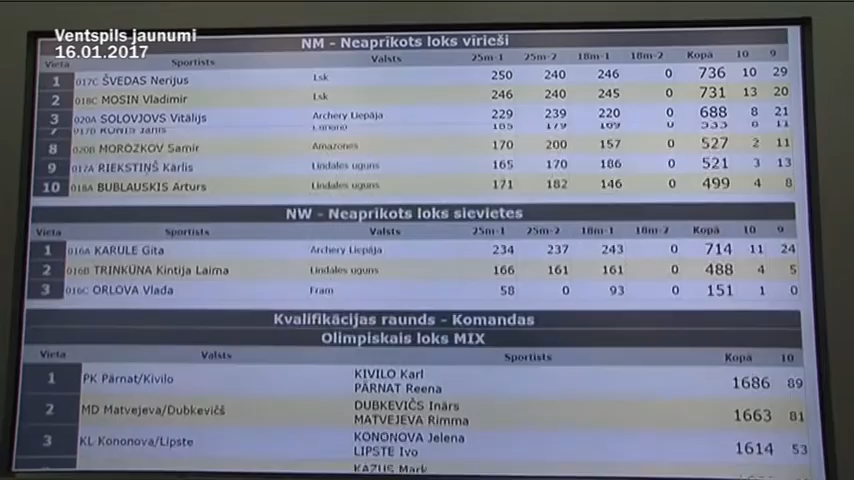 Ventspils jaunumi
16.01.2017
NM - Neaprīkots loks vīrieši
Vieta Sportists Valsts 25m-1 25m-2 18m-1 18m-2 Kopā 10 9
1 017C ŠVEDAS Nerijus Lsk 250 240 246 0 736 10 29
2 018C MOSIN Vladimir Lsk 246 240 245 0 731 13 20
3 020A SOLOVJOVS Vitālijs Archery Liepāja 229 239 220 0 688 8 21
8 020B MOROZKOV Samir Amazones 170 200 157 0 527 2 11
9 017A RIEKSTIŅŠ Kārlis Lindales uguns 165 170 186 0 521 3 13
10 018A BUBLAUSKIS Arturs Lindales uguns 171 182 146 0 499 4 8
NW - Neaprīkots loks sievietes
Vieta Sportists Valsts 25m-1 25m-2 18m-1 18m-2 Kopā 10 9
1 016A KARULE Gita Archery Liepāja 234 237 243 0 714 11 24
2 016B TRINKŪNA Kintija Laima Lindales uguns 166 161 161 0 488 4 5
3 016C ORLOVA Vlada Fram 58 0 93 0 151 1 0
Kvalifikācijas raunds - Komandas
Olimpiskais loks MIX
Vieta Valsts Sportists Kopā 10
1 PK Pärnat/Kivilo KIVILO Karl 1686 89
PÄRNAT Reena
2 MD Matvejeva/Dubkevičš DUBKEVIČS Inārs 1663 81
MATVEJEVA Rimma
3 KL Kononova/Lipste KONONOVA Jelena 1614 53
LIPSTE Ivo
KAZUS Mark